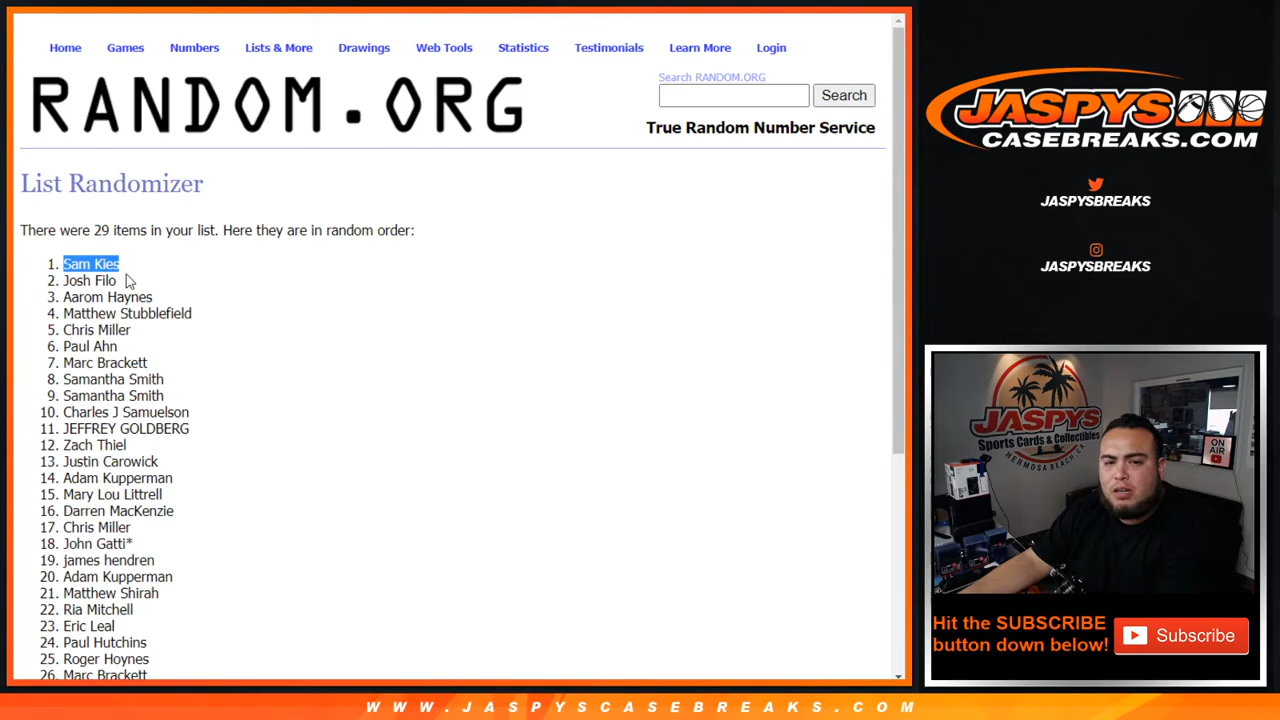 Home Games Numbers Lists & More Drawings Web Tools Statistics Testimonials Learn More Login
RANDOM.ORG
Search RANDOM.ORG
Search
True Random Number Service
List Randomizer
There were 29 items in your list. Here they are in random order:
1. Sam Kies
2. Josh Filo
3. Aarom Haynes
4. Matthew Stubblefield
5. Chris Miller
6. Paul Ahn
7. Marc Brackett
8. Samantha Smith
9. Samantha Smith
10. Charles J Samuelson
11. JEFFREY GOLDBERG
12. Zach Thiel
13. Justin Carowick
14. Adam Kupperman
15. Mary Lou Littrell
16. Darren MacKenzie
17. Chris Miller
18. John Gatti*
19. james hendren
20. Adam Kupperman
21. Matthew Shirah
22. Ria Mitchell
23. Eric Leal
24. Paul Hutchins
25. Roger Hoynes
26. Marc Brackett
JASPYS
CASEBREAKS.COM
JASPYSBREAKS
JASPYSBREAKS
JASPYS
Sports Cards & Collectibles
HERMOSA BEACH, CA
ON
AIR
Hit the SUBSCRIBE
button down below!
Subscribe
WWW.JASPYSCASEBREAKS.COM